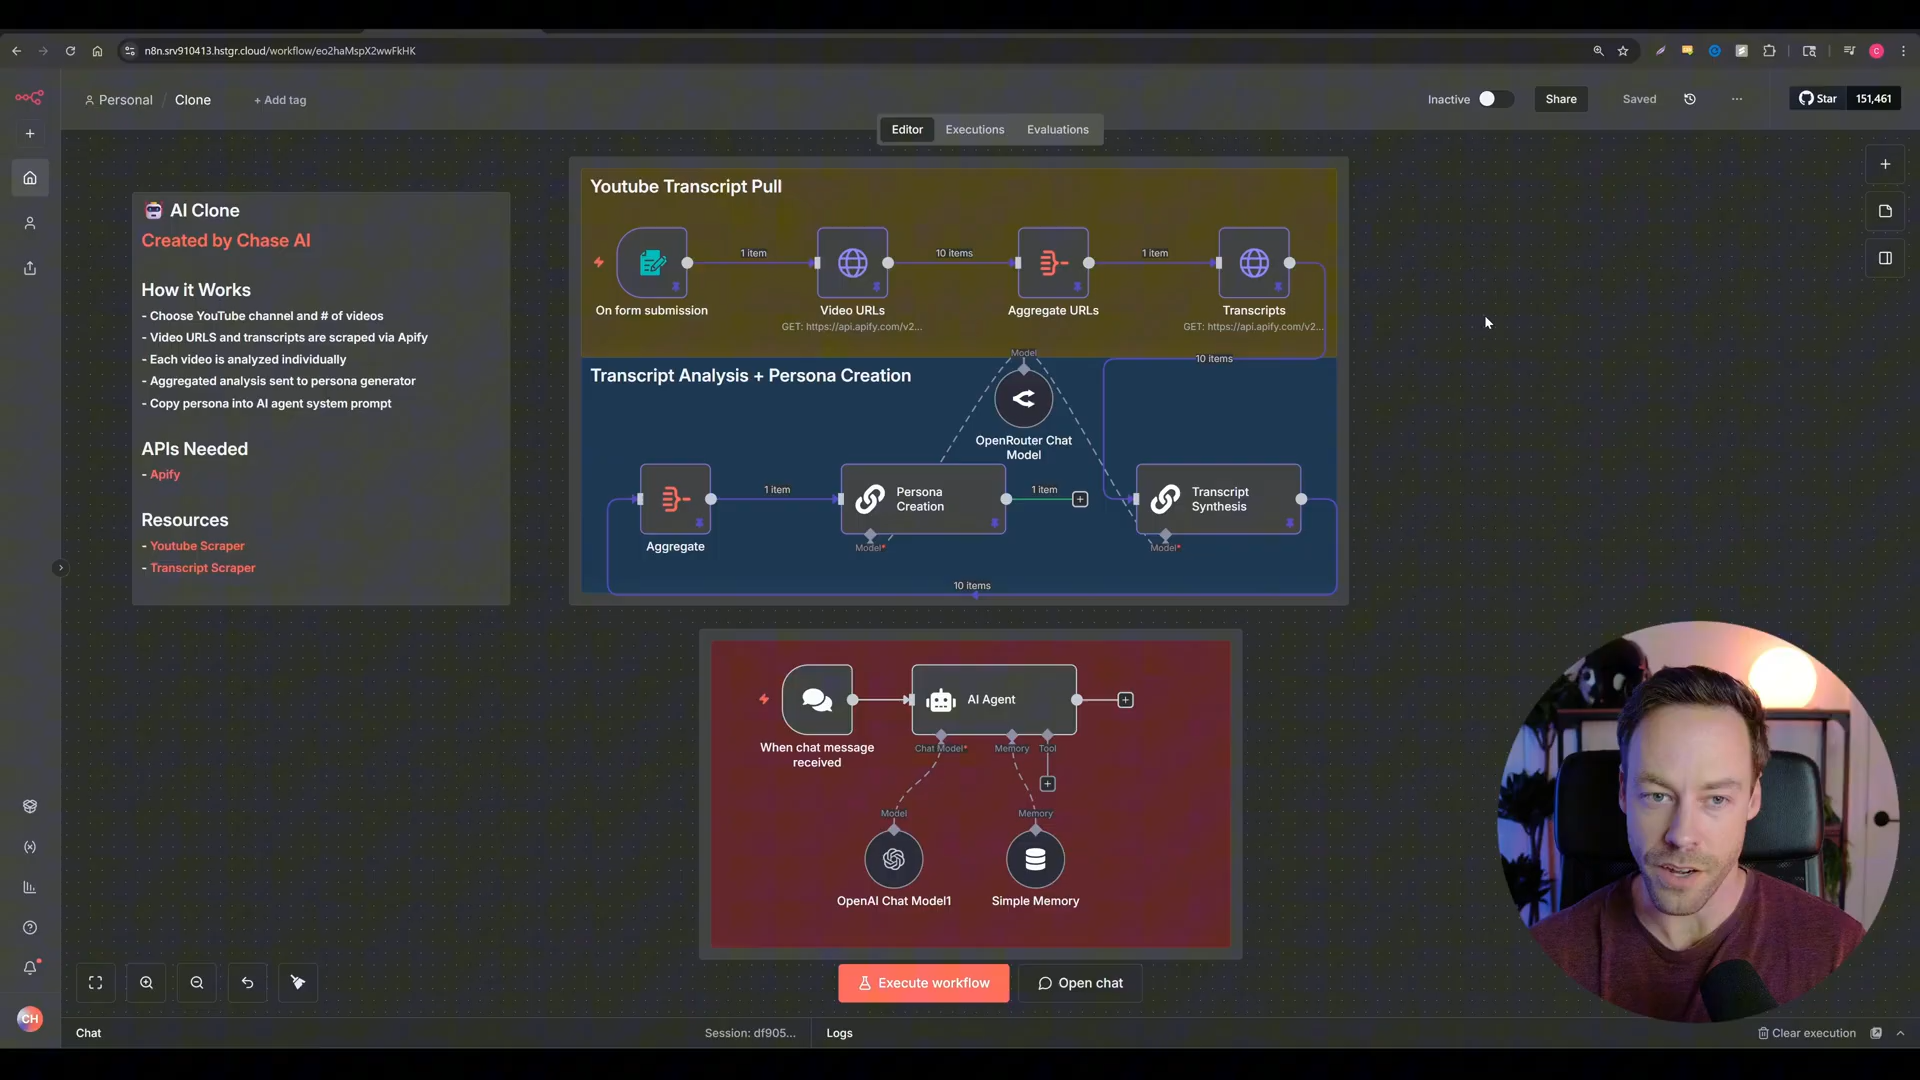 n8n.srv910413.hstgr.cloud/workflow/eo2haMspX2wwFkHK
Personal / Clone + Add tag
Inactive Share Saved Star 151,461
Editor Executions Evaluations
AI Clone
Created by Chase AI
How it Works
- Choose YouTube channel and # of videos
- Video URLS and transcripts are scraped via Apify
- Each video is analyzed individually
- Aggregated analysis sent to persona generator
- Copy persona into AI agent system prompt
APIs Needed
- Apify
Resources
- Youtube Scraper
- Transcript Scraper
Youtube Transcript Pull
1 item 10 items 1 item
On form submission Video URLs Aggregate URLs Transcripts
GET: https://api.apify.com/v2... GET: https://api.apify.com/v2...
10 items
Transcript Analysis + Persona Creation
Model
OpenRouter Chat
Model
1 item 1 item
Persona
Creation
Transcript
Synthesis
Aggregate Model* Model*
10 items
AI Agent
When chat message
received
Chat Model* Memory Tool
Model Memory
OpenAI Chat Model1 Simple Memory
Execute workflow Open chat
CH
Chat Session: df905... Logs Clear execution
C